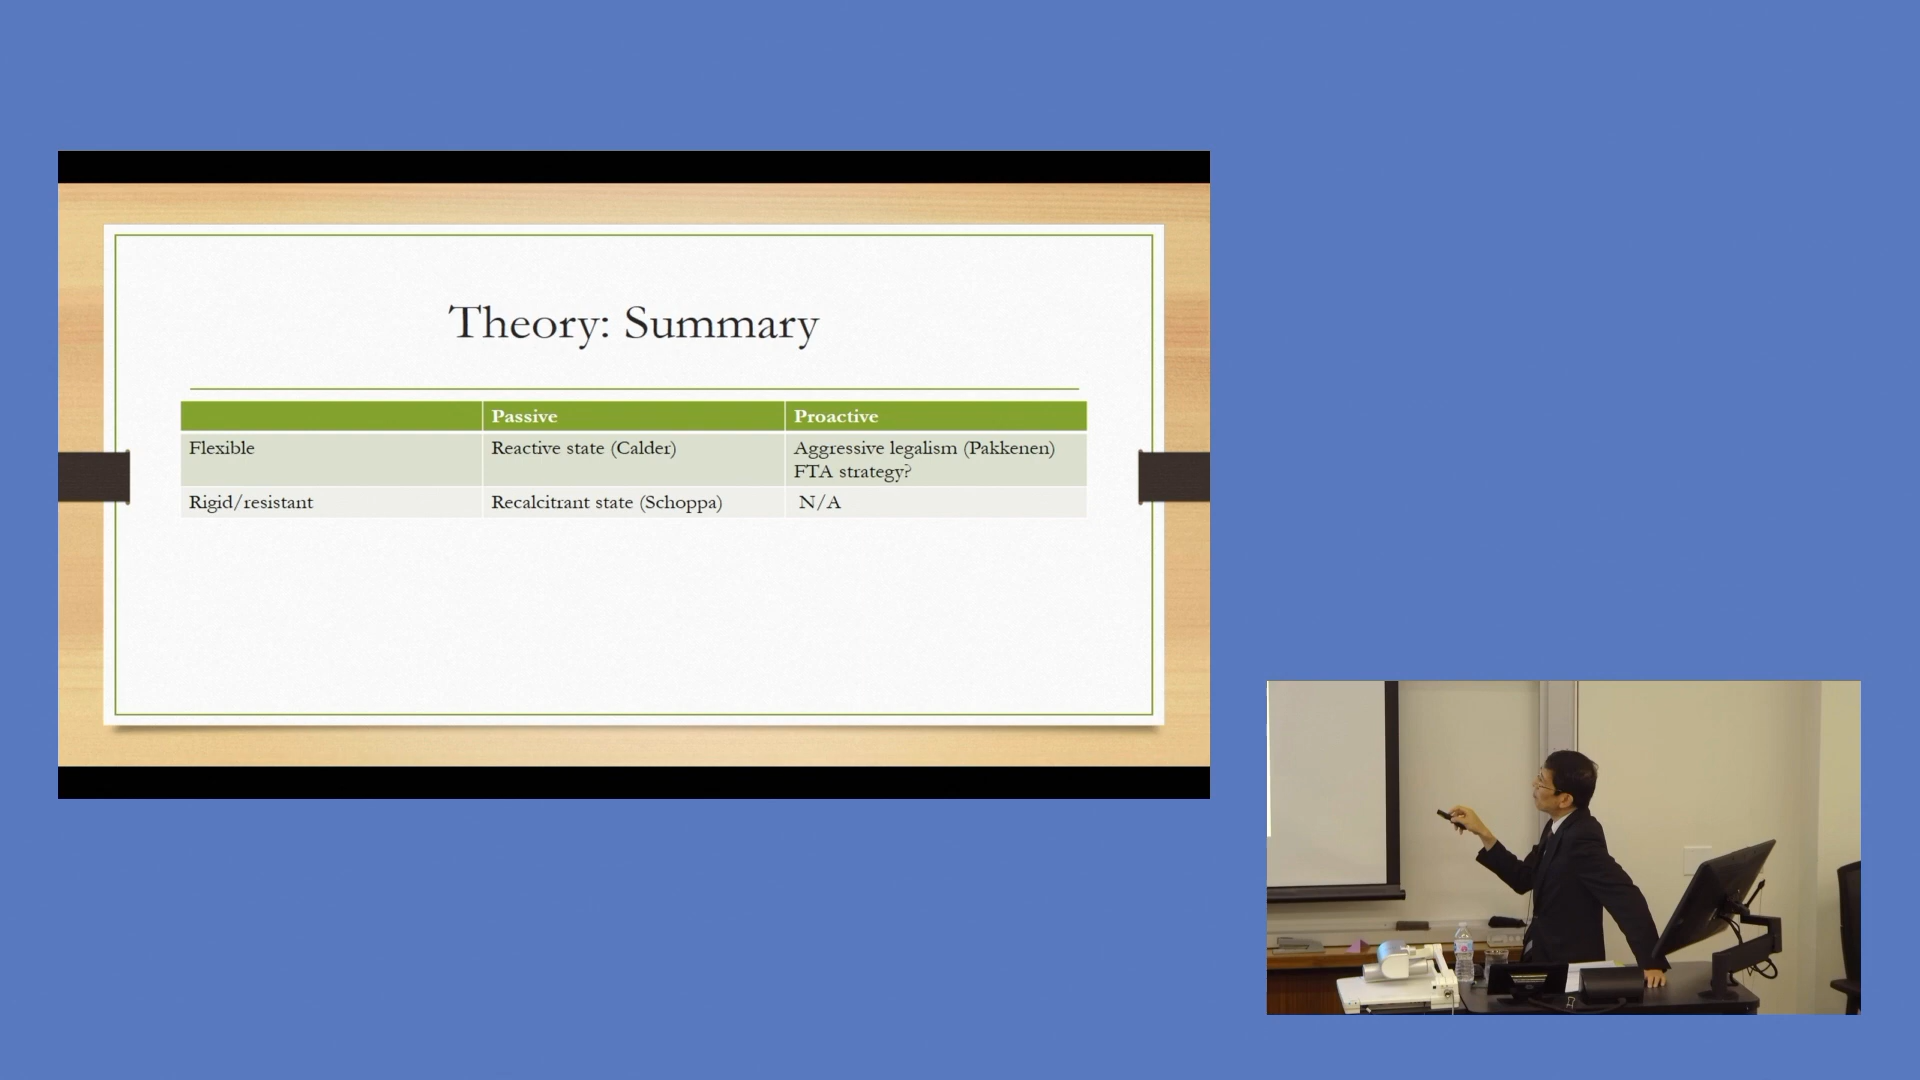 Theory: Summary
Passive Proactive
Flexible Reactive state (Calder) Aggressive legalism (Pakkenen)
FTA strategy?
Rigid/resistant Recalcitrant state (Schoppa) N/A